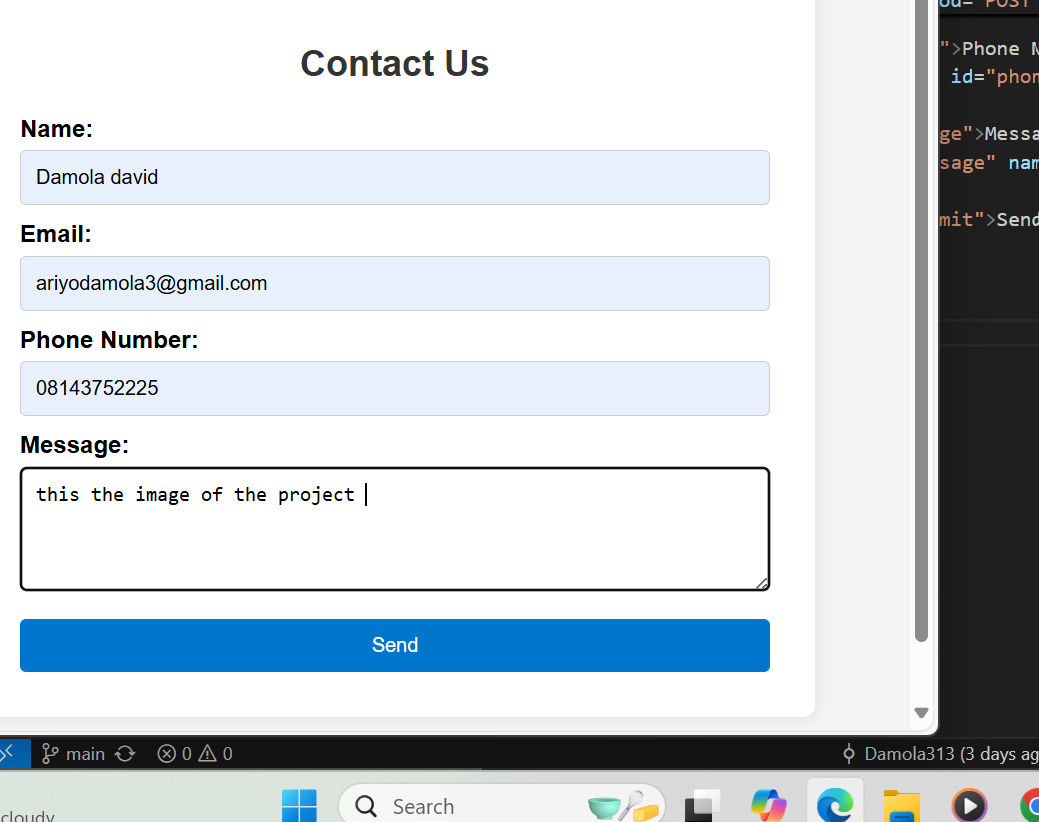 Contact Us
Name:
Damola david
Email:
ariyodamola3@gmail.com
Phone Number:
08143752225
Message:
this the image of the project
Send
">Phone
id="phon
ge">Messa
sage" nam
mit">Send
main
0
0
Damola313 (3 days ag
cloudy
Search